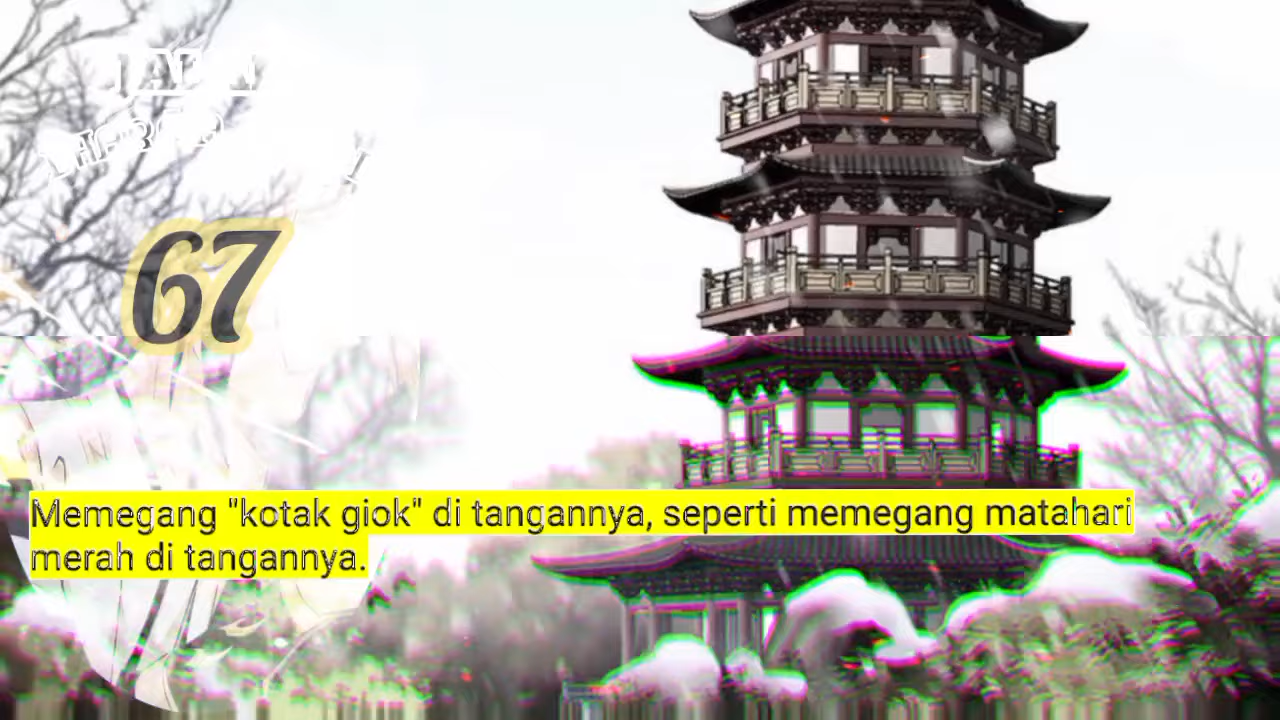 67
Memegang "kotak giok" di tangannya, seperti memegang matahari
merah di tangannya.